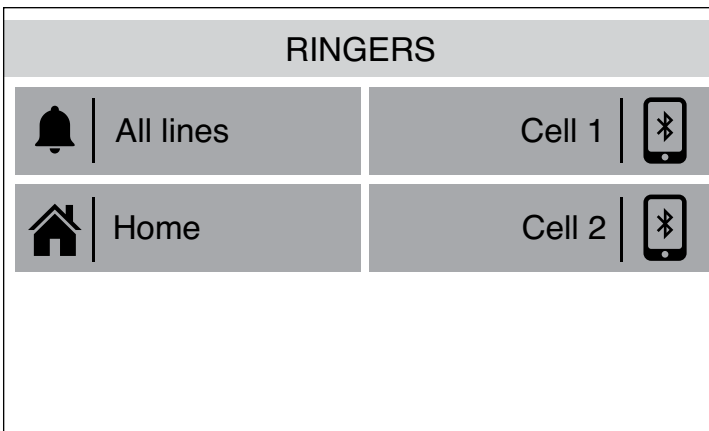 RINGERS
All lines
Cell 1
Home
Cell 2